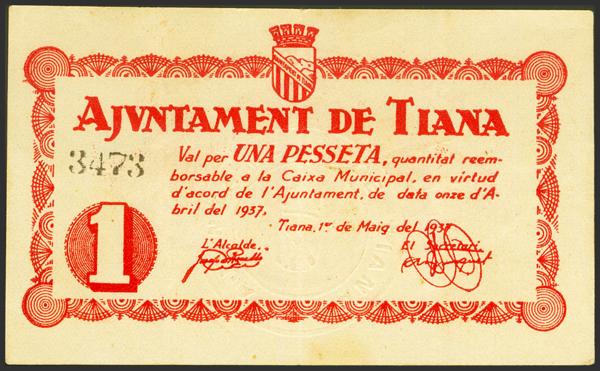 AJVNTAMENT DE TIANA
3473
Val per UNA PESSETA, quantitat reem-
borsable a la Caixa Municipal, en virtud
d'acord de l'Ajuntament, de data onze d'A-
bril del 1937.
Tiana, 1er de Maig del 1937
L'Alcalde, El Secretari
1